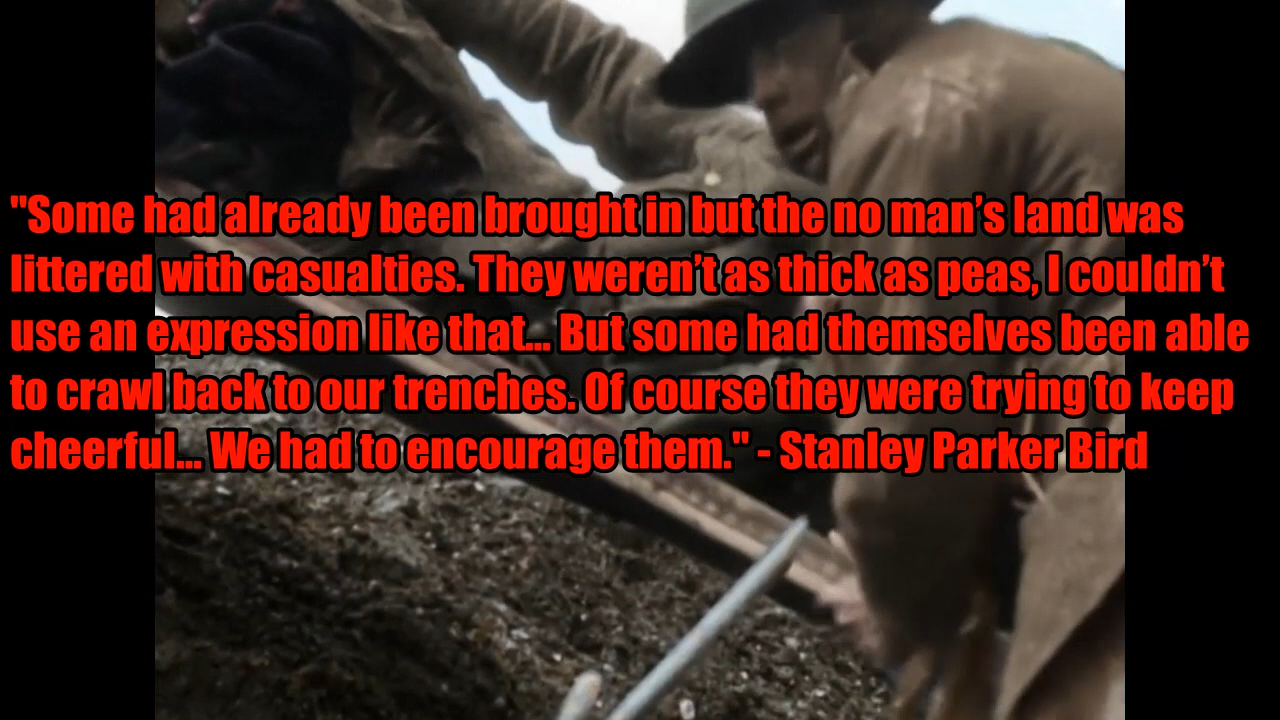 "Some had already been brought in but the no man’s land was
littered with casualties. They weren’t as thick as peas, I couldn’t
use an expression like that... But some had themselves been able
to crawl back to our trenches. Of course they were trying to keep
cheerful... We had to encourage them." - Stanley Parker Bird